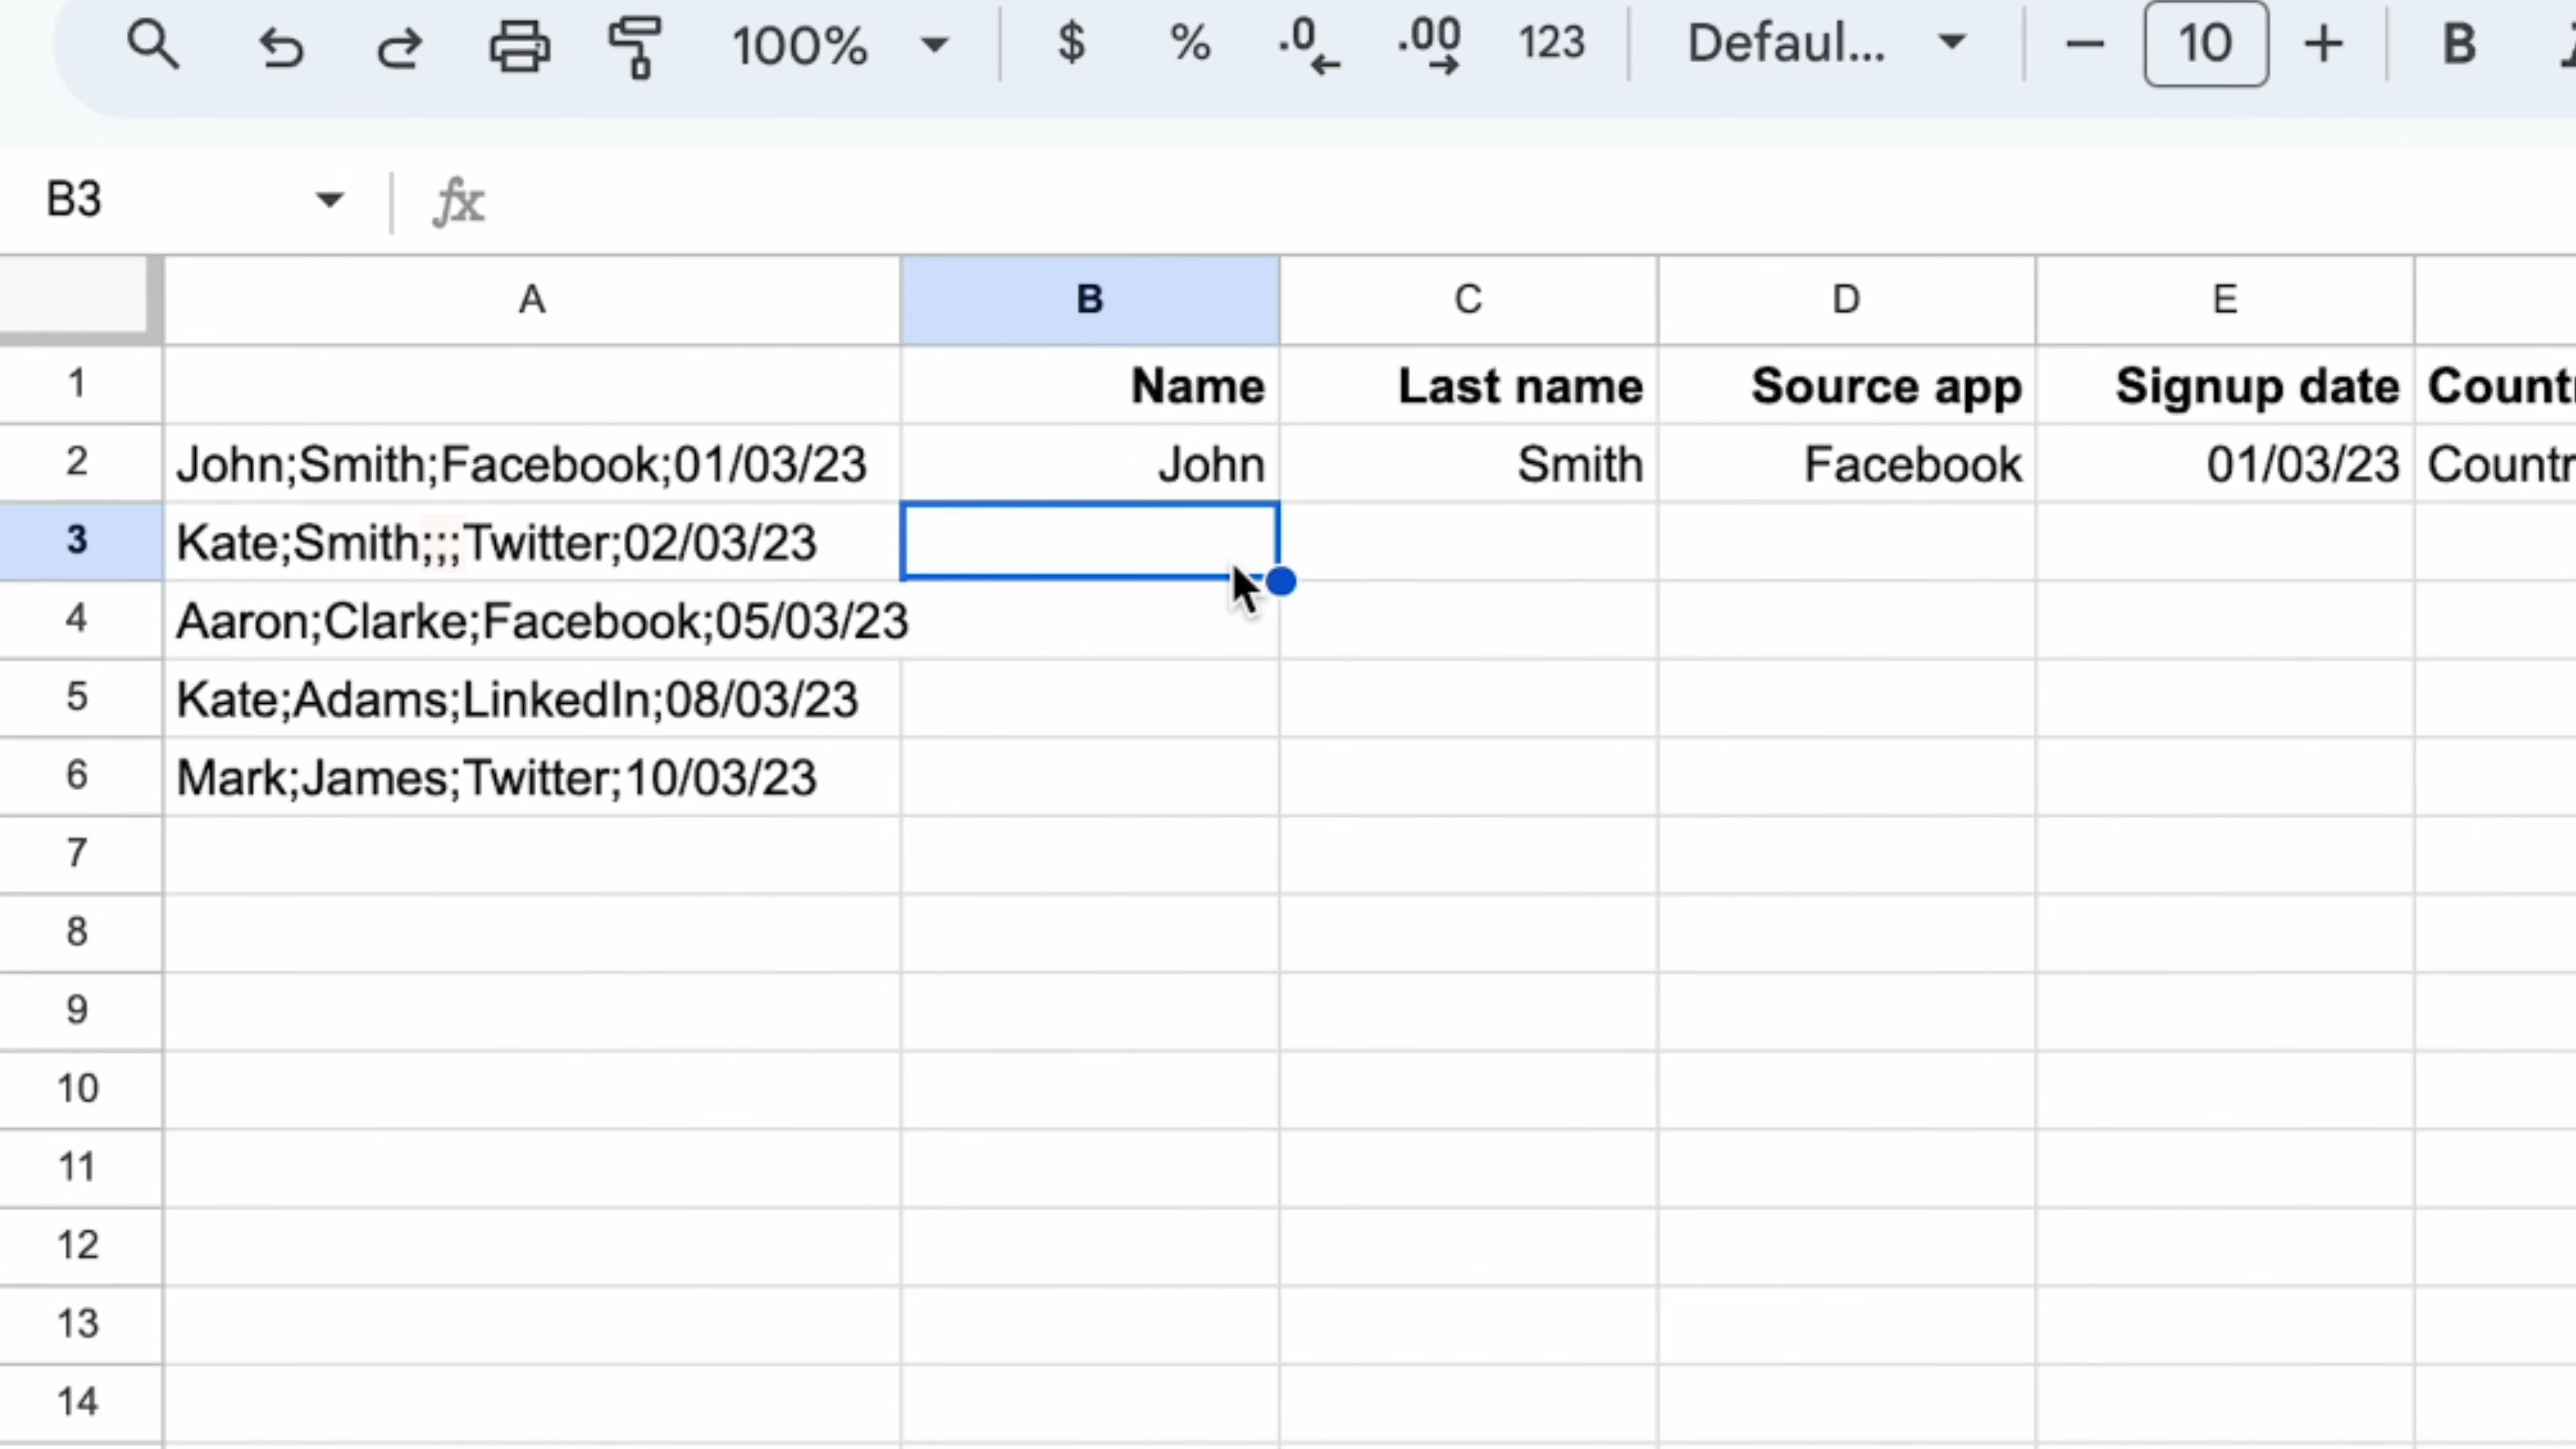 100% $ % .0 .00 123 Defaul... 10 B
B3 fx
A B C D E
1 Name Last name Source app Signup date Countr
2 John;Smith;Facebook;01/03/23 John Smith Facebook 01/03/23 Countr
3 Kate;Smith;;;Twitter;02/03/23
4 Aaron;Clarke;Facebook;05/03/23
5 Kate;Adams;LinkedIn;08/03/23
6 Mark;James;Twitter;10/03/23
7
8
9
10
11
12
13
14